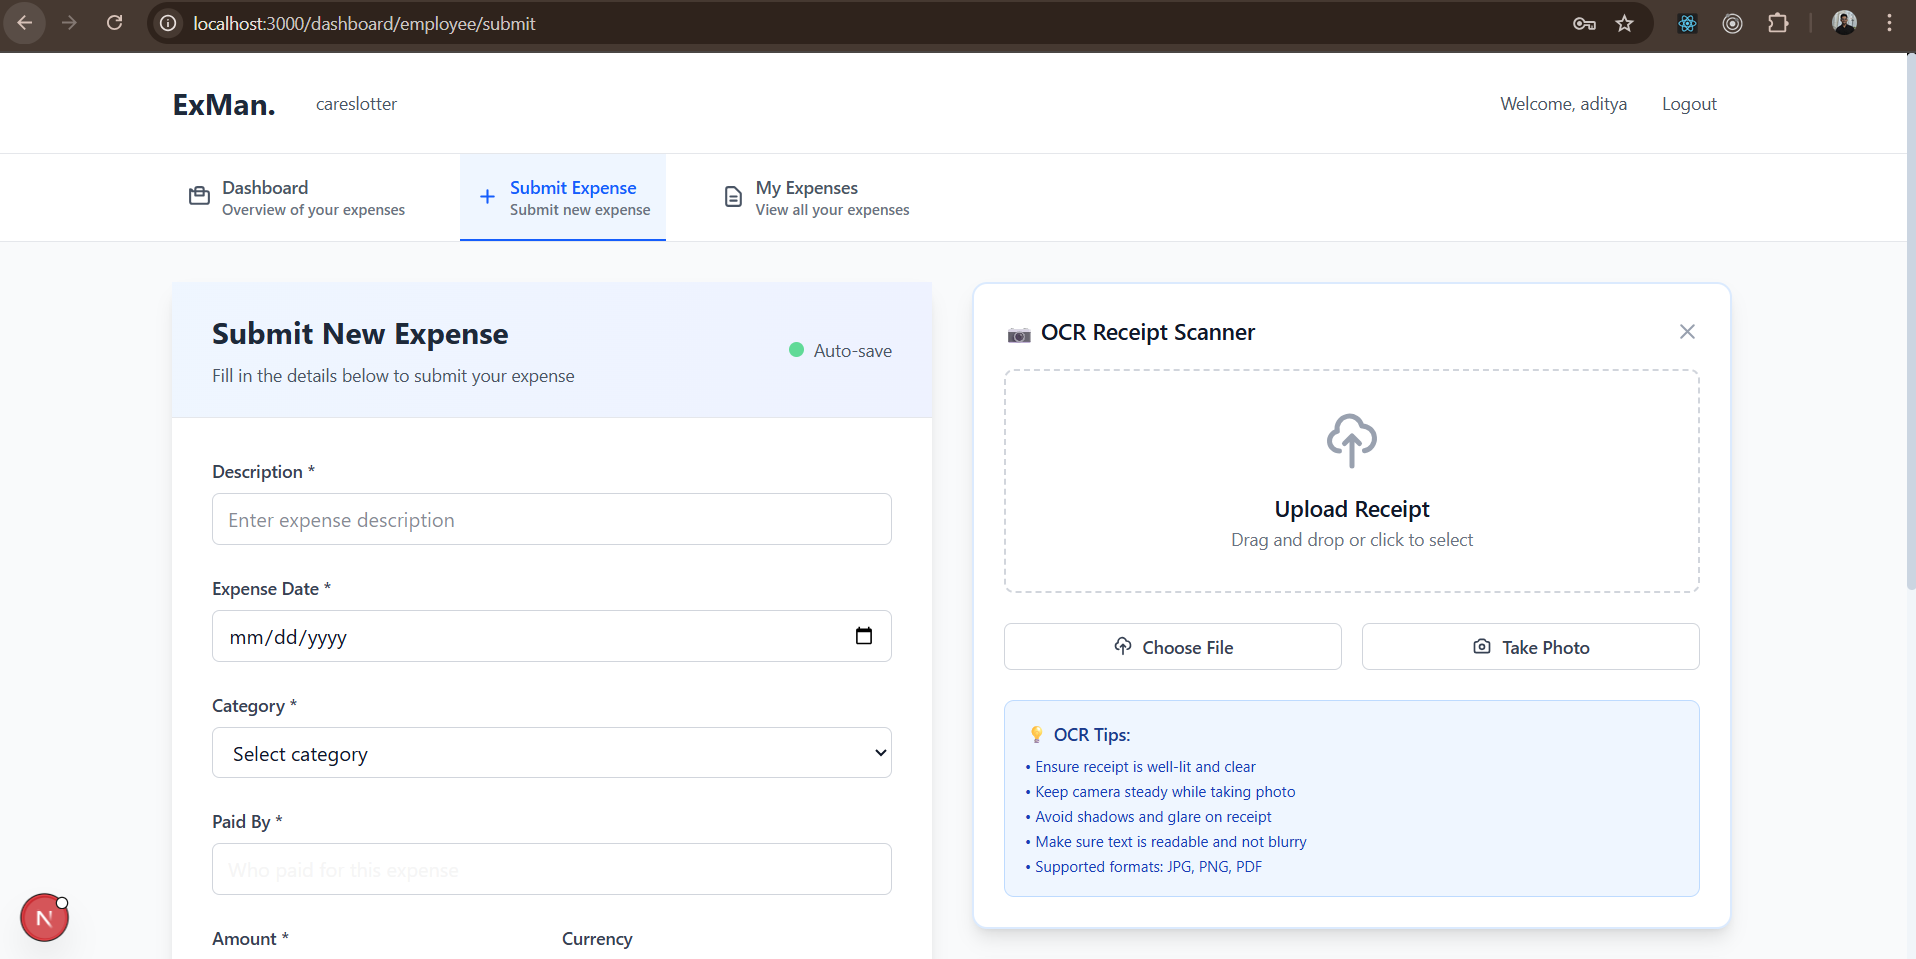 localhost:3000/dashboard/employee/submit
ExMan.
careslotter
Welcome, aditya
Logout
Dashboard
Overview of your expenses
Submit Expense
Submit new expense
My Expenses
View all your expenses
Submit New Expense
Fill in the details below to submit your expense
Auto-save
Description *
Enter expense description
Expense Date *
mm/dd/yyyy
Category *
Select category
Paid By *
Who paid for this expense
Amount *
Currency
OCR Receipt Scanner
Upload Receipt
Drag and drop or click to select
Choose File
Take Photo
OCR Tips:
• Ensure receipt is well-lit and clear
• Keep camera steady while taking photo
• Avoid shadows and glare on receipt
• Make sure text is readable and not blurry
• Supported formats: JPG, PNG, PDF
N